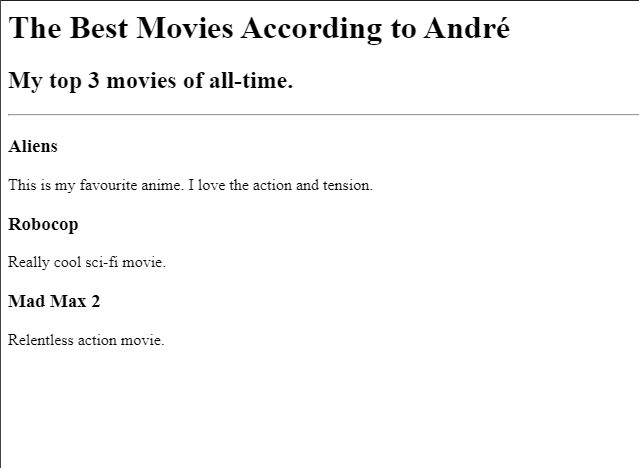 The Best Movies According to André
My top 3 movies of all-time.
Aliens
This is my favourite anime. I love the action and tension.
Robocop
Really cool sci-fi movie.
Mad Max 2
Relentless action movie.